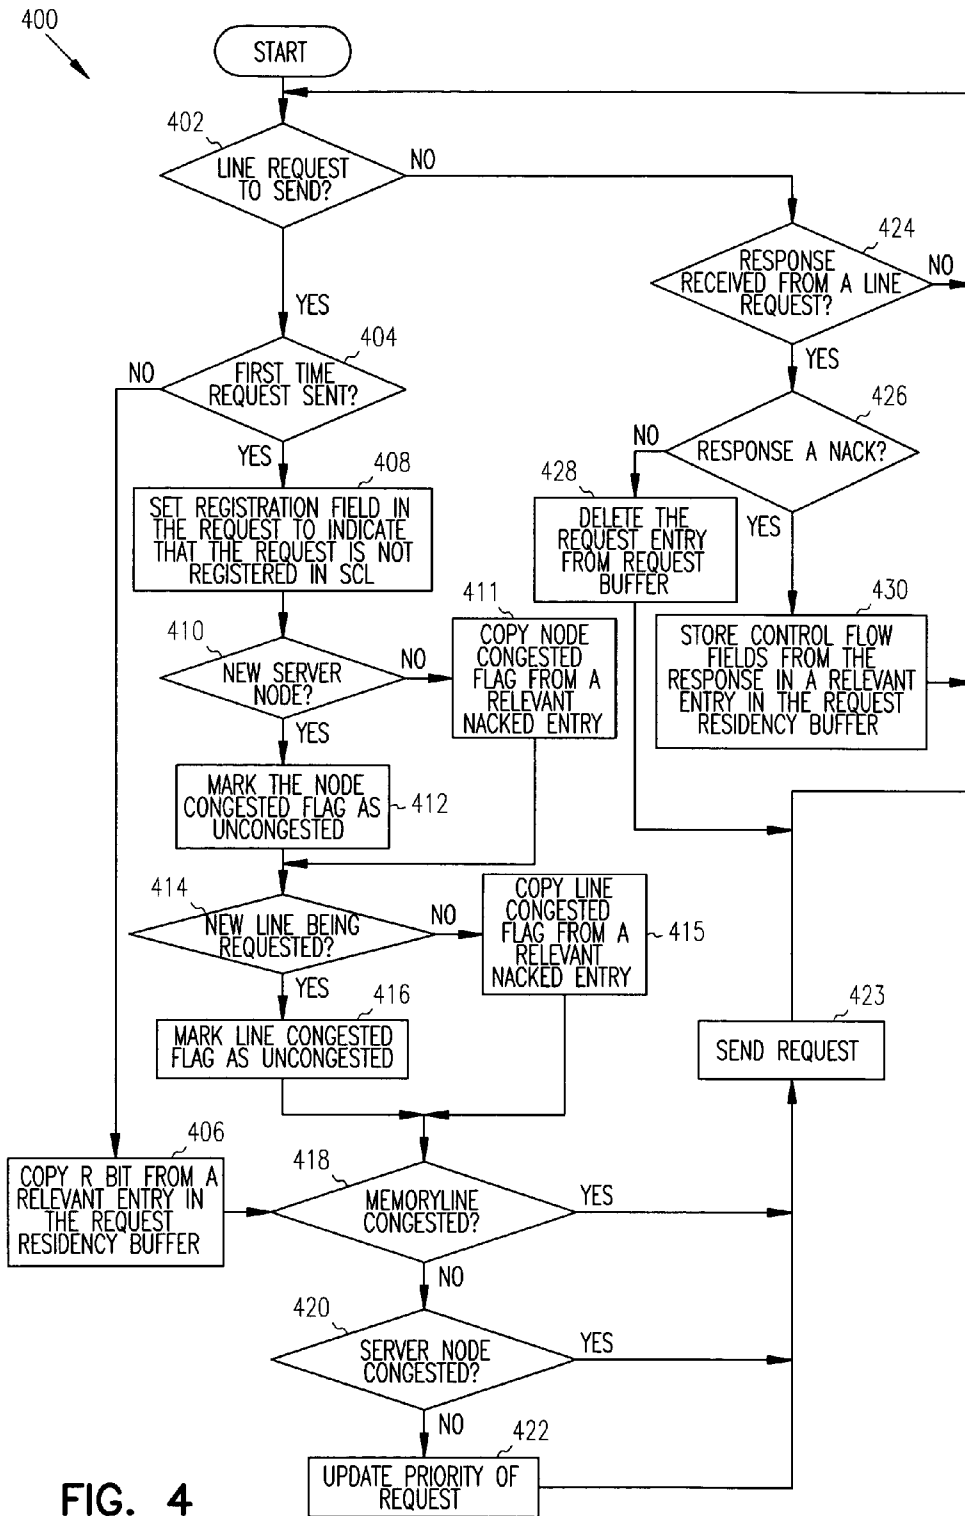 400
START
402
LINE REQUEST
TO SEND?
NO
YES
424
RESPONSE
RECEIVED FROM A LINE
REQUEST?
NO
YES
404
FIRST TIME
REQUEST SENT?
NO
YES
426
RESPONSE A NACK?
NO
YES
408
SET REGISTRATION FIELD IN
THE REQUEST TO INDICATE
THAT THE REQUEST IS NOT
REGISTERED IN SCL
428
DELETE THE
REQUEST ENTRY
FROM REQUEST
BUFFER
430
STORE CONTROL FLOW
FIELDS FROM THE
RESPONSE IN A RELEVANT
ENTRY IN THE REQUEST
RESIDENCY BUFFER
410
NEW SERVER
NODE?
NO
YES
411
COPY NODE
CONGESTED
FLAG FROM A
RELEVANT
NACKED ENTRY
MARK THE NODE
CONGESTED FLAG AS
UNCONGESTED
412
414
NEW LINE BEING
REQUESTED?
NO
YES
COPY LINE
CONGESTED
FLAG FROM A
RELEVANT
NACKED ENTRY
415
416
MARK LINE CONGESTED
FLAG AS UNCONGESTED
423
SEND REQUEST
406
COPY R BIT FROM A
RELEVANT ENTRY IN
THE REQUEST
RESIDENCY BUFFER
418
MEMORYLINE
CONGESTED?
YES
NO
420
SERVER NODE
CONGESTED?
YES
NO
422
UPDATE PRIORITY OF
REQUEST
FIG. 4